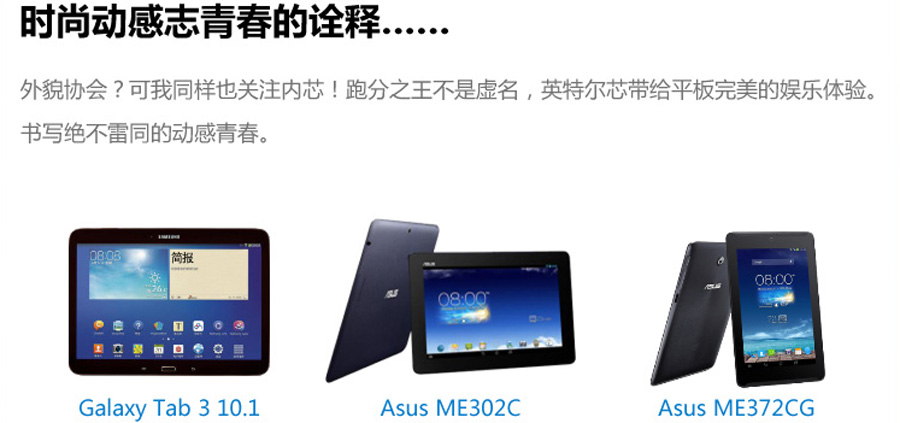 时尚动感志青春的诠释......
外貌协会？可我同样也关注内芯！跑分之王不是虚名，英特尔芯带给平板完美的娱乐体验。
书写绝不雷同的动感青春。
SAMSUNG
08:08
简报
ASUS
ASUS
08:00
ASUS
ASUS
08:00
Galaxy Tab 3 10.1
Asus ME302C
Asus ME372CG